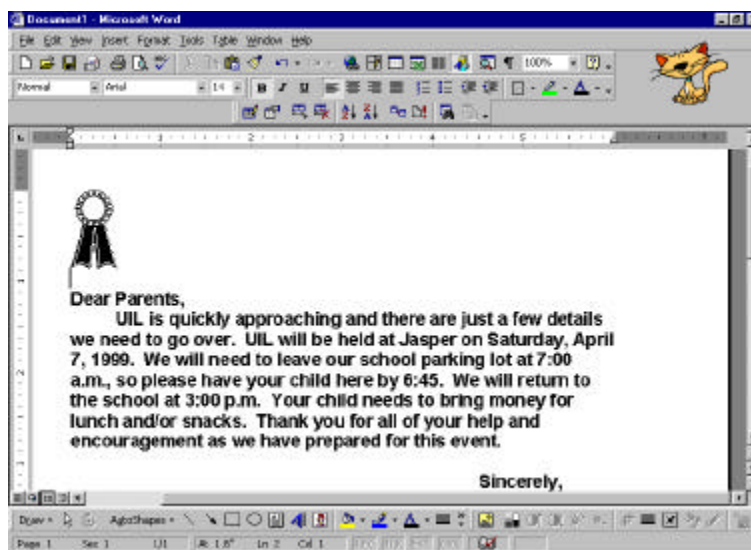 Document1 - Microsoft Word
File Edit View Insert Format Tools Table Window Help
100%
Normal Arial 14 B I U
1 2 3 4 5
Dear Parents,
UIL is quickly approaching and there are just a few details
we need to go over. UIL will be held at Jasper on Saturday, April
7, 1999. We will need to leave our school parking lot at 7:00
a.m., so please have your child here by 6:45. We will return to
the school at 3:00 p.m. Your child needs to bring money for
lunch and/or snacks. Thank you for all of your help and
encouragement as we have prepared for this event.
Sincerely,
Draw AutoShapes
Page 1 Sec 1 1/1 At 1.8" Ln 2 Col 1